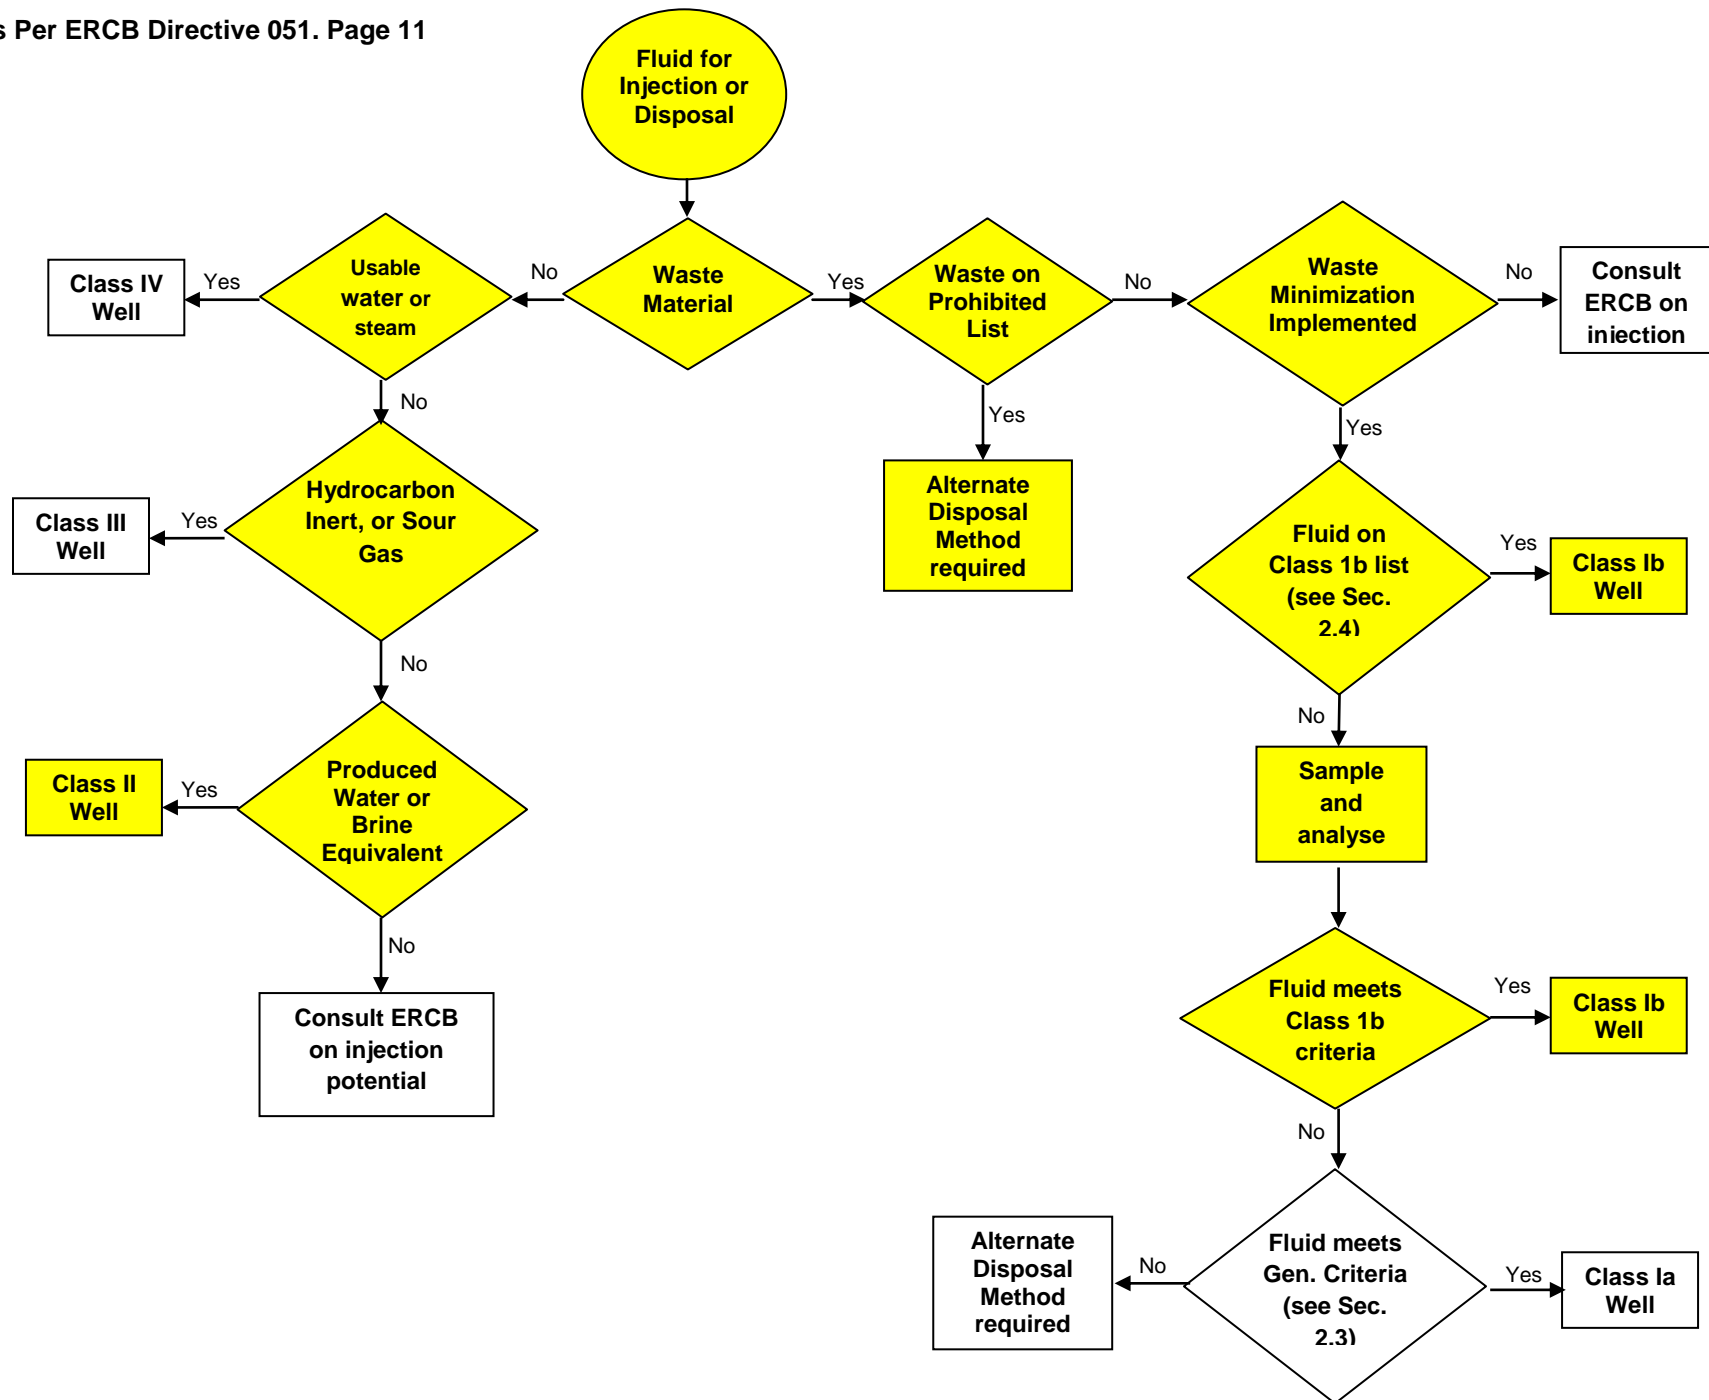 s Per ERCB Directive 051. Page 11
Fluid for
Injection or
Disposal
Class IV
Well
Yes
Usable
water or
steam
No
Waste
Material
Yes
Waste on
Prohibited
List
No
Waste
Minimization
Implemented
No
Consult
ERCB on
injection
No
Yes
Alternate
Disposal
Method
required
Yes
Class III
Well
Yes
Hydrocarbon
Inert, or Sour
Gas
Fluid on
Class 1b list
(see Sec.
2.4)
Yes
Class Ib
Well
No
No
Class II
Well
Yes
Produced
Water or
Brine
Equivalent
Sample
and
analyse
No
Consult ERCB
on injection
potential
Fluid meets
Class 1b
criteria
Yes
Class Ib
Well
No
Alternate
Disposal
Method
required
No
Fluid meets
Gen. Criteria
(see Sec.
2.3)
Yes
Class Ia
Well